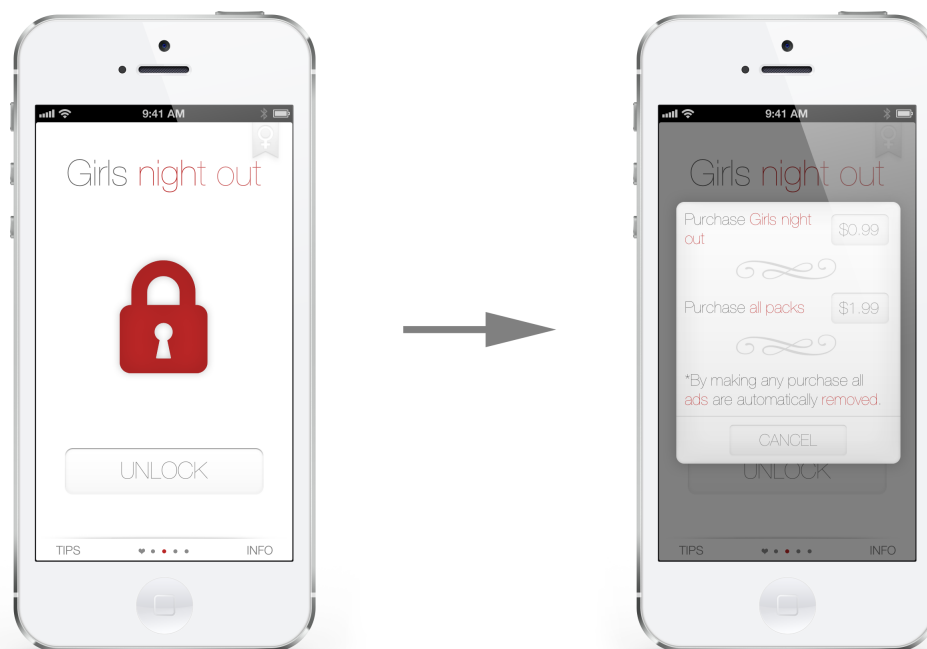 9:41 AM
Girls night out
UNLOCK
TIPS
INFO
9:41 AM
Girls night out
Purchase Girls night
out
$0.99
Purchase all packs
$1.99
*By making any purchase all
ads are automatically removed.
CANCEL
UNLOCK
TIPS
INFO